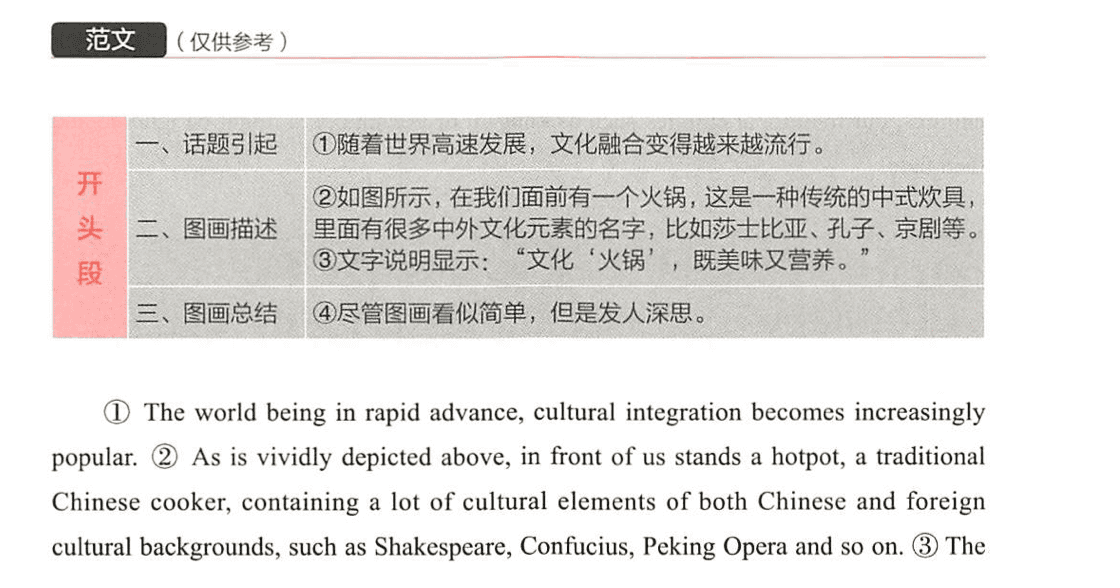 范文（仅供参考）
开头段
一、话题引起 ①随着世界高速发展，文化融合变得越来越流行。
二、图画描述 ②如图所示，在我们面前有一个火锅，这是一种传统的中式炊具，
里面有很多中外文化元素的名字，比如莎士比亚、孔子、京剧等。
③文字说明显示：“文化‘火锅’，既美味又营养。”
三、图画总结 ④尽管图画看似简单，但是发人深思。
① The world being in rapid advance, cultural integration becomes increasingly
popular. ② As is vividly depicted above, in front of us stands a hotpot, a traditional
Chinese cooker, containing a lot of cultural elements of both Chinese and foreign
cultural backgrounds, such as Shakespeare, Confucius, Peking Opera and so on. ③ The